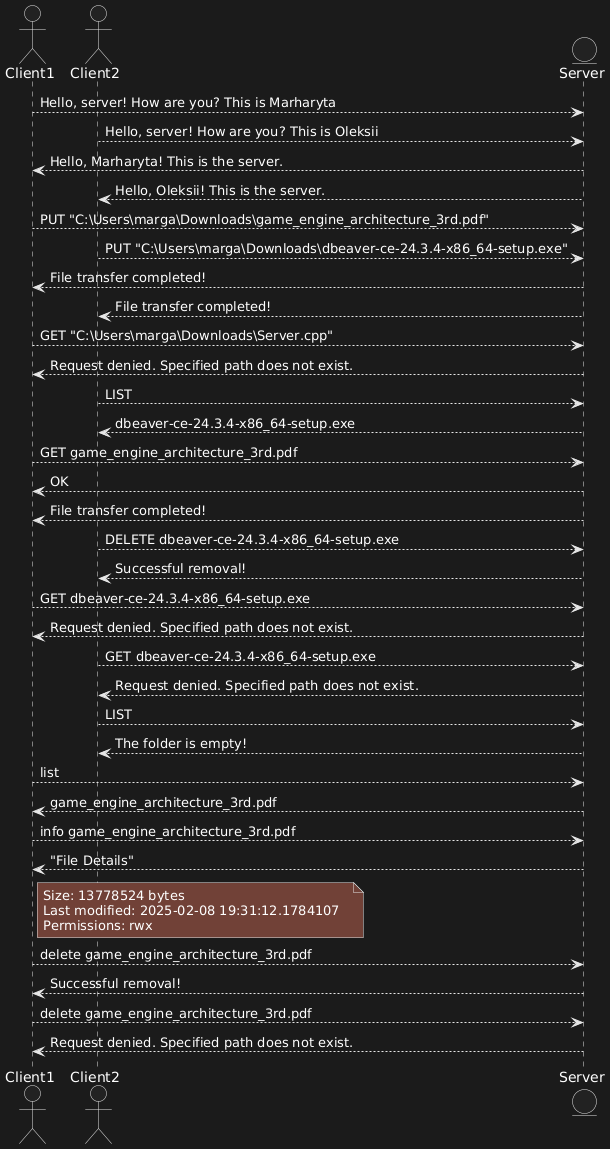 Client1 Client2 Server
Hello, server! How are you? This is Marharyta
Hello, server! How are you? This is Oleksii
Hello, Marharyta! This is the server.
Hello, Oleksii! This is the server.
PUT "C:\Users\marga\Downloads\game_engine_architecture_3rd.pdf"
PUT "C:\Users\marga\Downloads\dbeaver-ce-24.3.4-x86_64-setup.exe"
File transfer completed!
File transfer completed!
GET "C:\Users\marga\Downloads\Server.cpp"
Request denied. Specified path does not exist.
LIST
dbeaver-ce-24.3.4-x86_64-setup.exe
GET game_engine_architecture_3rd.pdf
OK
File transfer completed!
DELETE dbeaver-ce-24.3.4-x86_64-setup.exe
Successful removal!
GET dbeaver-ce-24.3.4-x86_64-setup.exe
Request denied. Specified path does not exist.
GET dbeaver-ce-24.3.4-x86_64-setup.exe
Request denied. Specified path does not exist.
LIST
The folder is empty!
list
game_engine_architecture_3rd.pdf
info game_engine_architecture_3rd.pdf
"File Details"
Size: 13778524 bytes
Last modified: 2025-02-08 19:31:12.1784107
Permissions: rwx
delete game_engine_architecture_3rd.pdf
Successful removal!
delete game_engine_architecture_3rd.pdf
Request denied. Specified path does not exist.
Client1 Client2 Server